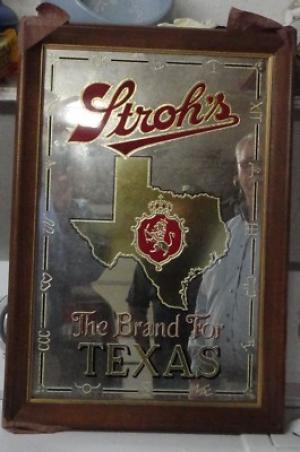 Stroh's
The Brand For
TEXAS